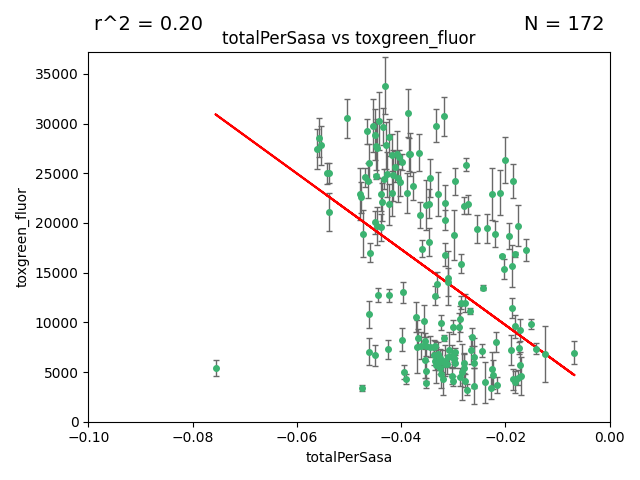 r^2 = 0.20
N = 172
totalPerSasa vs toxgreen_fluor
35000
30000
25000
20000
15000
10000
5000
0
toxgreen_fluor
−0.10
−0.08
−0.06
−0.04
−0.02
0.00
totalPerSasa